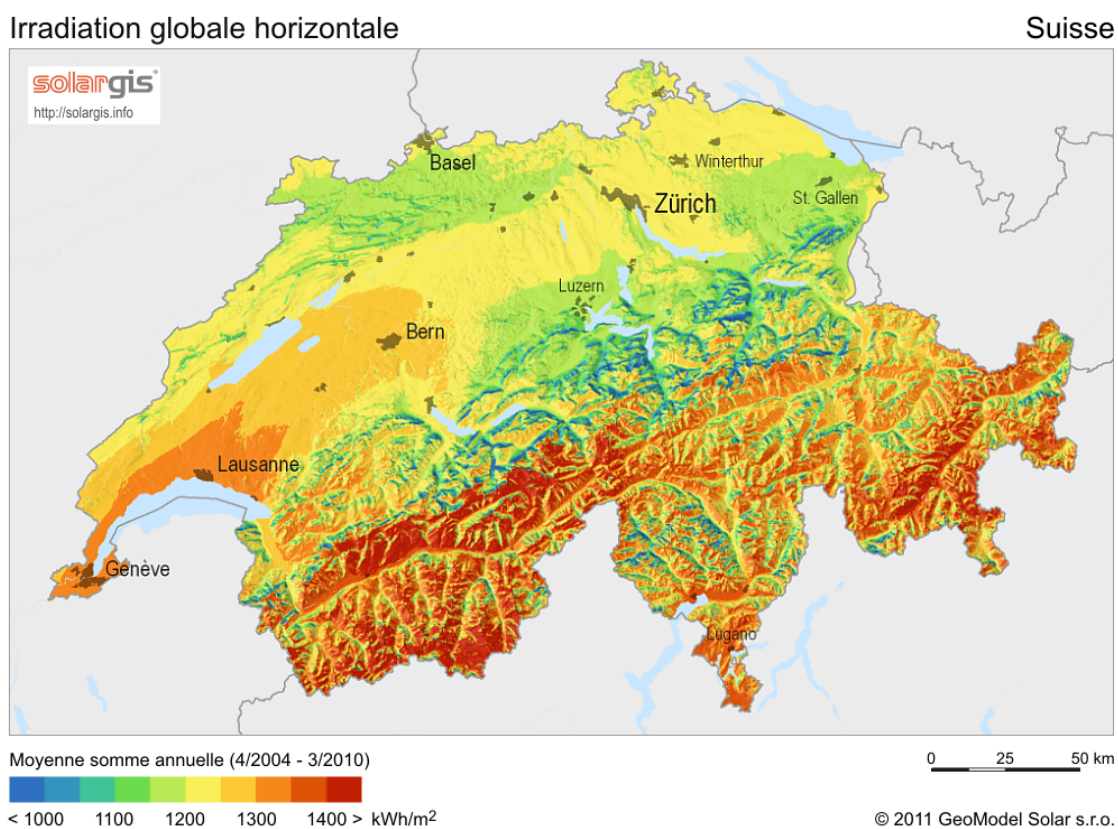 Irradiation globale horizontale
Suisse
solargis
http://solargis.info
Basel
Winterthur
Zürich
St. Gallen
Luzern
Bern
Lausanne
Genève
Lugano
Moyenne somme annuelle (4/2004 - 3/2010)
0 25 50 km
< 1000 1100 1200 1300 1400 > kWh/m²
© 2011 GeoModel Solar s.r.o.